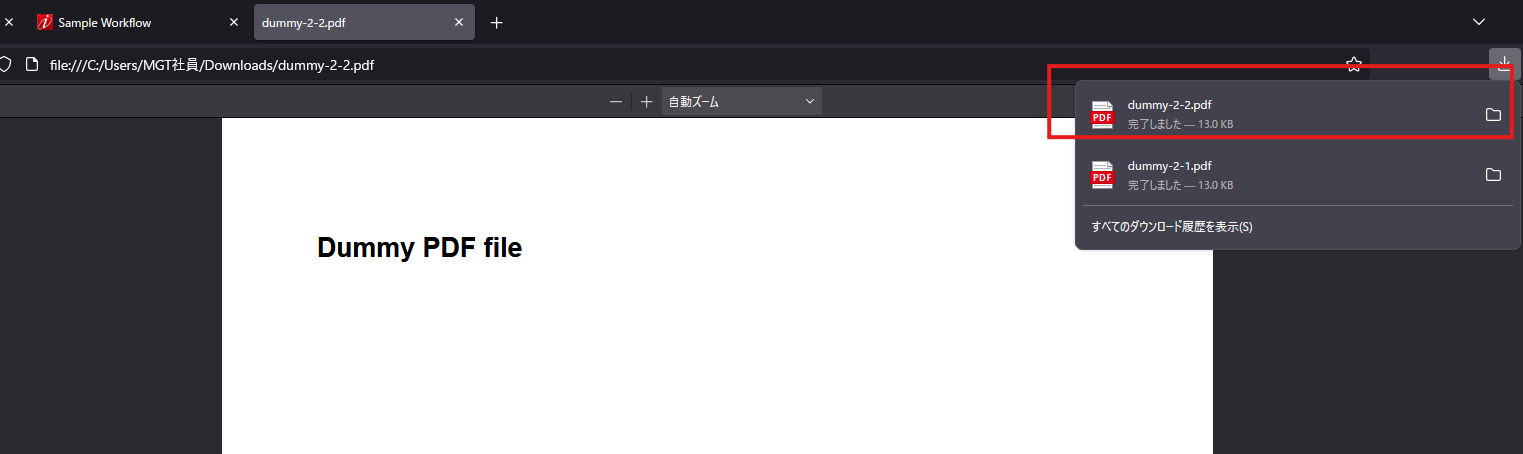 Sample Workflow
dummy-2-2.pdf
file:///C:/Users/MGT社員/Downloads/dummy-2-2.pdf
自動ズーム
dummy-2-2.pdf
PDF
完了しました — 13.0 KB
dummy-2-1.pdf
PDF
完了しました — 13.0 KB
すべてのダウンロード履歴を表示(S)
Dummy PDF file